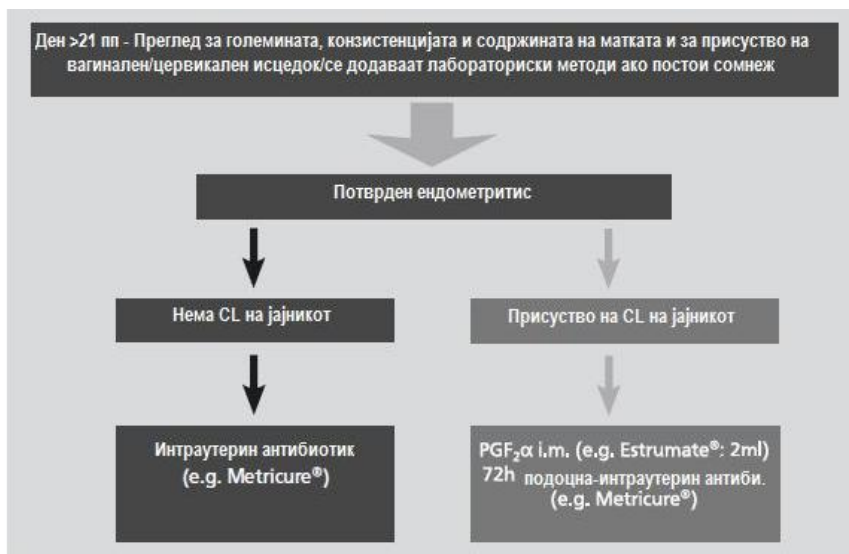 Ден >21 пп - Преглед за големината, конзистенцијата и содржината на матката и за присуство на
вагинален/цервикален исцедок/се додаваат лабораториски методи ако постои сомнеж
Потврден ендометритис
Нема CL на јајникот
Присуство на CL на јајникот
Интраутерин антибиотик
(e.g. Metricure®)
PGF₂α i.m. (e.g. Estrumate®: 2ml)
72h подоцна-интраутерин антиби.
(e.g. Metricure®)